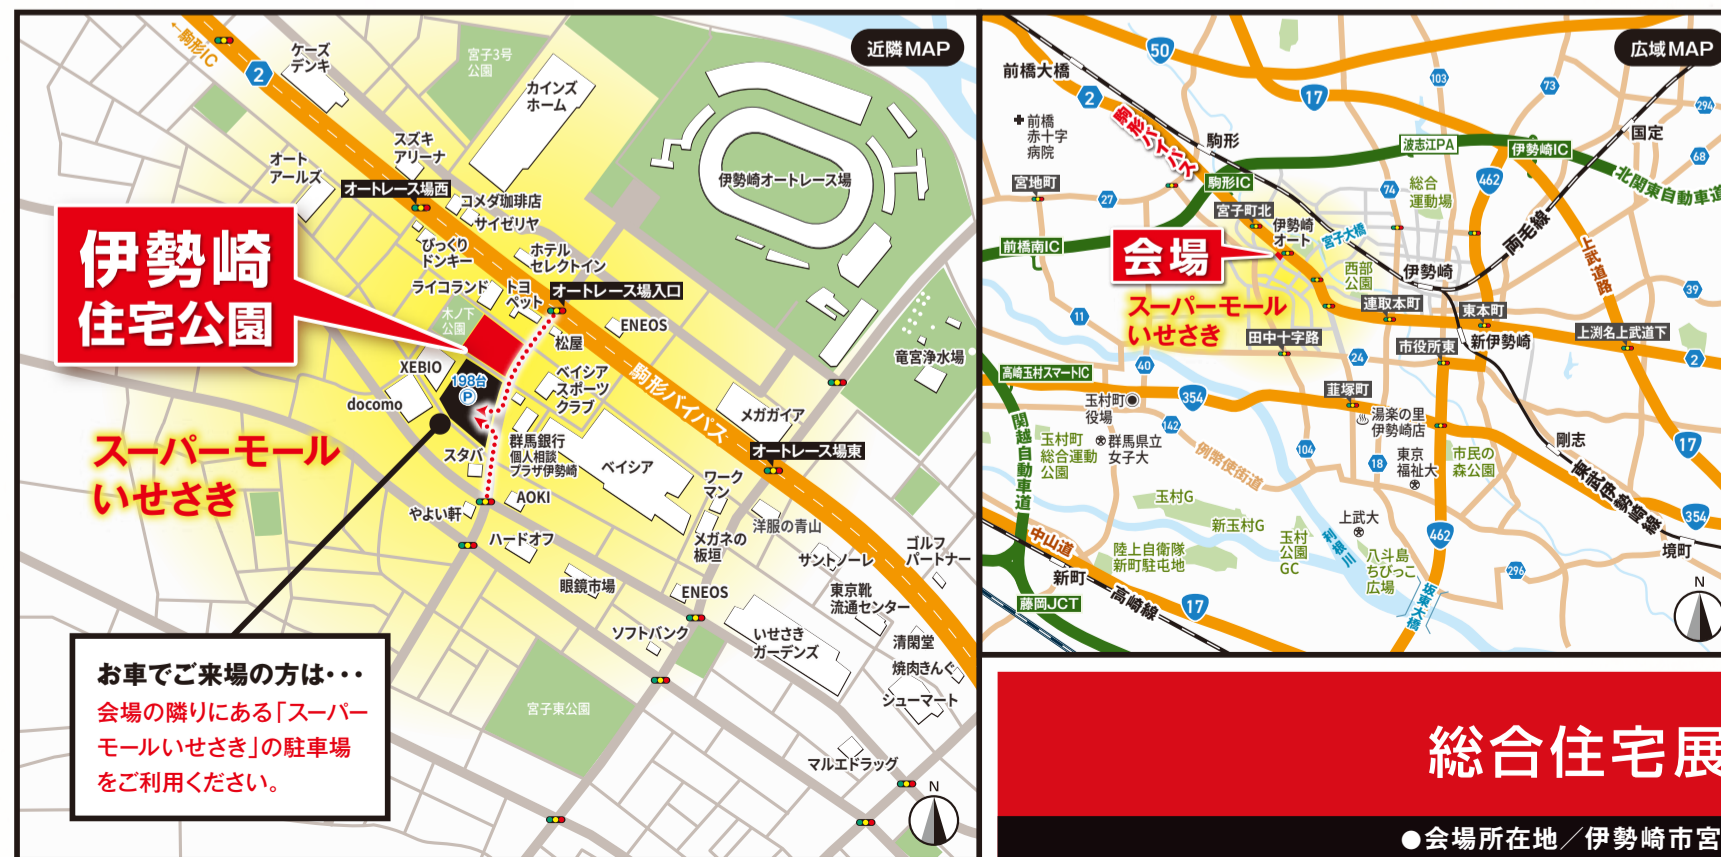 近隣MAP
←駒形IC
2
ケーズ
デンキ
宮子3号
公園
カインズ
ホーム
スズキ
アリーナ
オート
アールズ
オートレース場西
コメダ珈琲店
サイゼリヤ
伊勢崎オートレース場
びっくり
ドンキー
ホテル
セレクトイン
ライコランド
トヨ
ペット
オートレース場入口
木ノ下
公園
伊勢崎
住宅公園
ENEOS
松屋
XEBIO
198台
P
docomo
ベイシア
スポーツ
クラブ
駒形バイパス
竜宮浄水場
メガガイア
オートレース場東
スーパーモール
いせさき
スタバ
群馬銀行
個人相談
プラザ伊勢崎
ベイシア
ワーク
マン
AOKI
やよい軒
洋服の青山
ハードオフ
メガネの
板垣
サントノーレ
ゴルフ
パートナー
眼鏡市場
ENEOS
東京靴
流通センター
ソフトバンク
いせさき
ガーデンズ
清閑堂
焼肉きんぐ
シューマート
宮子東公園
マルエドラッグ
N
お車でご来場の方は・・・
会場の隣りにある「スーパー
モールいせさき」の駐車場
をご利用ください。
広域MAP
50
前橋大橋
2
17
103
73
294
前橋
赤十字
病院
駒形バイパス
駒形
波志江PA
伊勢崎IC
国定
68
宮地町
27
駒形IC
74
総合
運動場
462
北関東自動車道
宮子町北
伊勢崎
オート
宮子大橋
両毛線
上武道路
前橋南IC
会場
西部
公園
伊勢崎
39
スーパーモール
いせさき
連取本町
東本町
11
田中十字路
市役所東
新伊勢崎
上渕名上武道下
24
2
40
高崎玉村スマートIC
354
韮塚町
玉村町
役場
湯楽の里
伊勢崎店
142
関越自動車道
玉村町
総合運動
公園
群馬県立
女子大
例幣使街道
104
18
東京
福祉大
市民の
森公園
剛志
17
東武伊勢崎線
玉村G
新玉村G
上武大
354
462
中山道
陸上自衛隊
新町駐屯地
玉村
公園
GC
利根川
八斗島
ちびっこ
広場
296
境町
新町
藤岡JCT
高崎線
17
坂東大橋
N
総合住宅展
●会場所在地／伊勢崎市宮